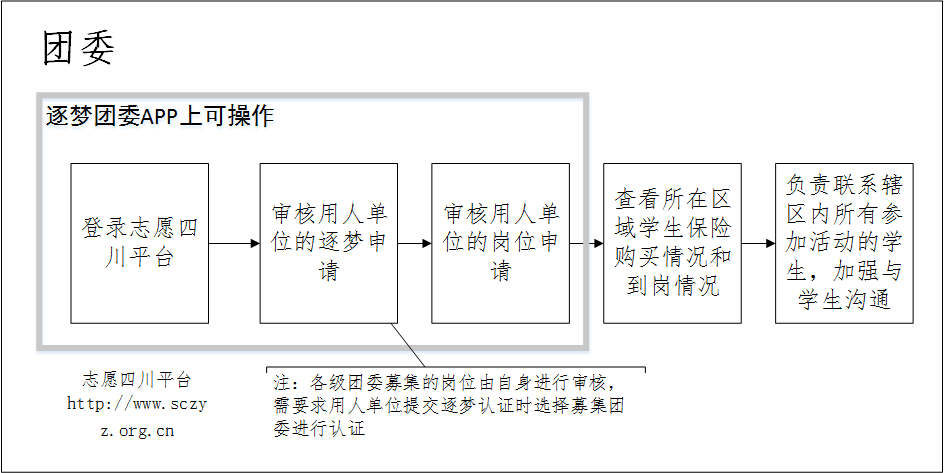 团委
逐梦团委APP上可操作
登录志愿四
川平台
审核用人单
位的逐梦申
请
审核用人单
位的岗位申
请
查看所在区
域学生保险
购买情况和
到岗情况
负责联系辖
区内所有参
加活动的学
生，加强与
学生沟通
志愿四川平台
http://www.sczy
z.org.cn
注：各级团委募集的岗位由自身进行审核，
需要求用人单位提交逐梦认证时选择募集团
委进行认证